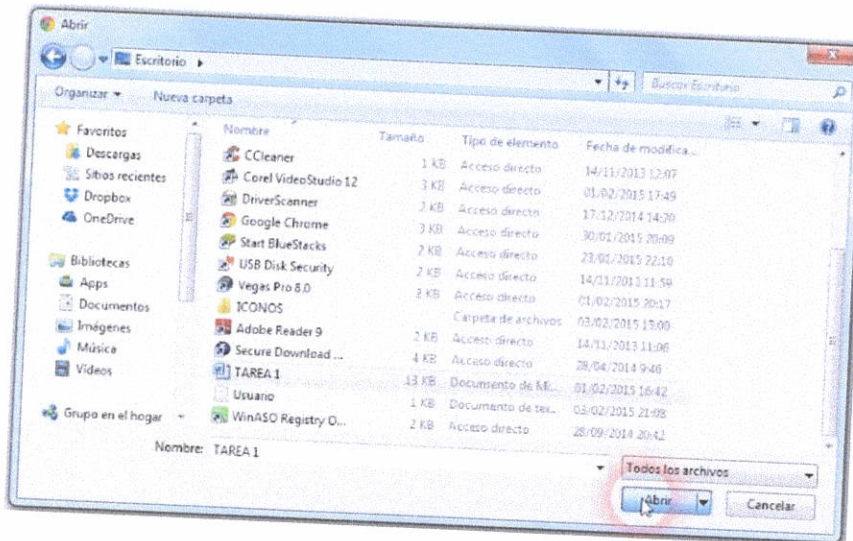 Abrir
Escritorio
Buscar Escritorio
Organizar Nueva carpeta
Favoritos
Descargas
Sitios recientes
Dropbox
OneDrive
Bibliotecas
Apps
Documentos
Imágenes
Música
Vídeos
Grupo en el hogar
Nombre Tamaño Tipo de elemento Fecha de modifica...
CCleaner 1 KB Acceso directo 14/11/2013 12:07
Corel VideoStudio 12 3 KB Acceso directo 01/02/2015 17:49
DriverScanner 2 KB Acceso directo 17/12/2014 14:20
Google Chrome 3 KB Acceso directo 30/01/2015 20:09
Start BlueStacks 2 KB Acceso directo 23/01/2015 22:10
USB Disk Security 2 KB Acceso directo 14/11/2013 11:59
Vegas Pro 8.0 2 KB Acceso directo 01/02/2015 20:17
ICONOS Carpeta de archivos 03/02/2015 15:00
Adobe Reader 9 2 KB Acceso directo 14/11/2013 11:06
Secure Download ... 4 KB Acceso directo 28/04/2014 9:46
TAREA 1 13 KB Documento de Mi... 01/02/2015 16:42
Usuario 1 KB Documento de tex... 03/02/2015 21:08
WinASO Registry O... 2 KB Acceso directo 28/09/2014 20:42
Nombre: TAREA 1
Todos los archivos
Abrir Cancelar